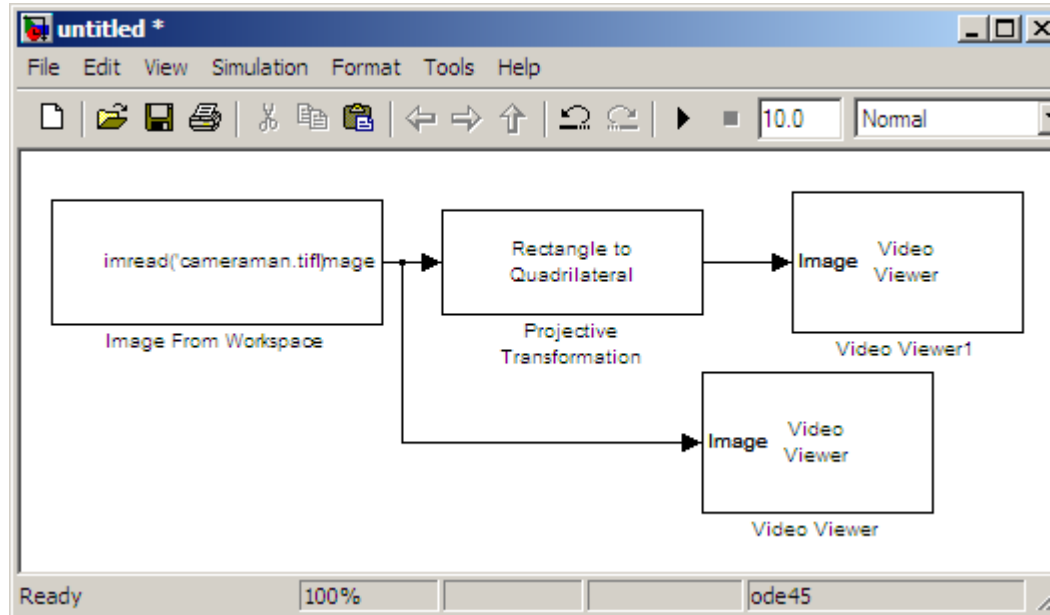 untitled *
File Edit View Simulation Format Tools Help
10.0 Normal
imread('cameraman.tif')mage
Image From Workspace
Rectangle to
Quadrilateral
Projective
Transformation
Image Video
Viewer
Video Viewer1
Image Video
Viewer
Video Viewer
Ready 100% ode45